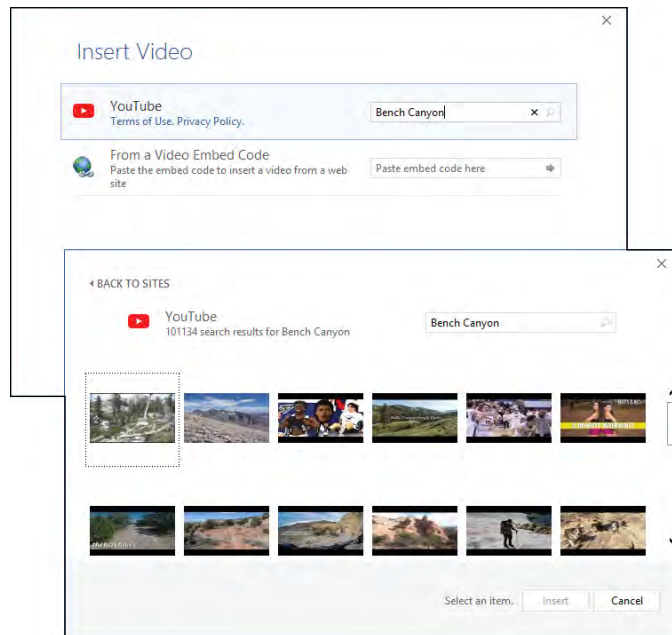 Insert Video
YouTube
Terms of Use. Privacy Policy.
Bench Canyon
From a Video Embed Code
Paste the embed code to insert a video from a web
site
Paste embed code here
BACK TO SITES
YouTube
101134 search results for Bench Canyon
Bench Canyon
Select an item.
Insert
Cancel